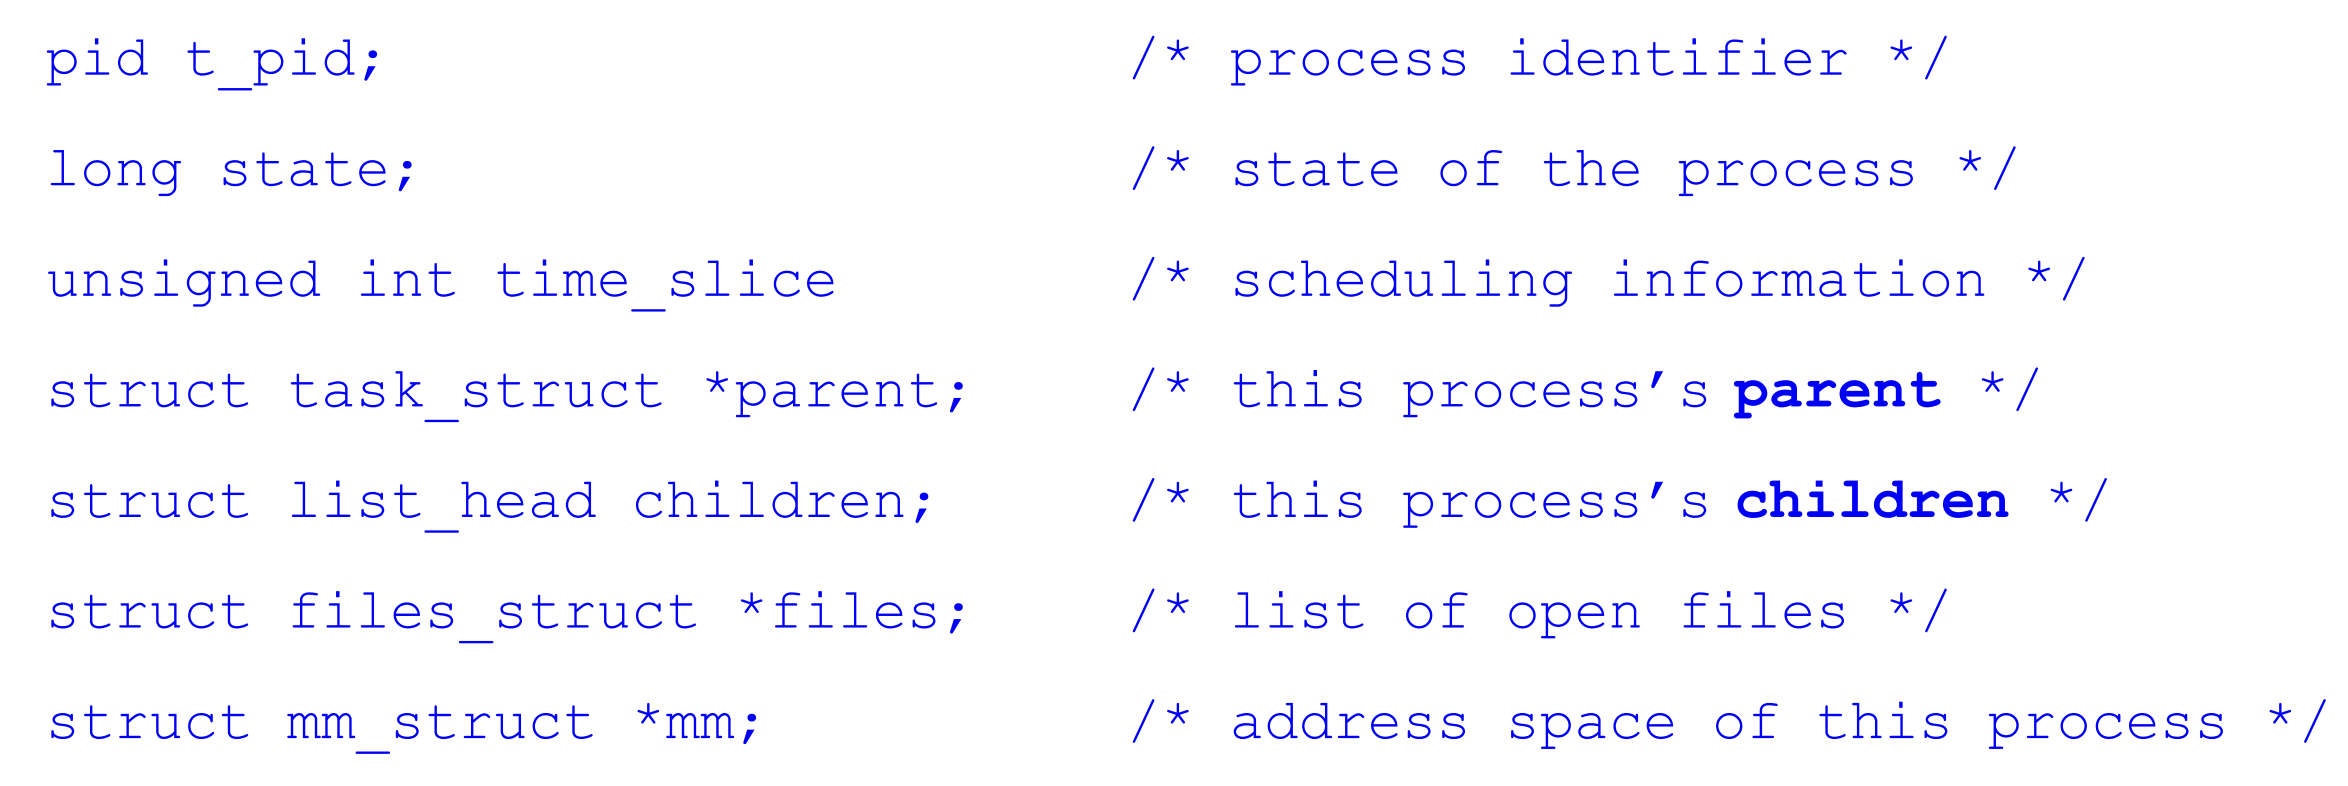 pid t_pid; /* process identifier */
long state; /* state of the process */
unsigned int time_slice /* scheduling information */
struct task_struct *parent; /* this process’s parent */
struct list_head children; /* this process’s children */
struct files_struct *files; /* list of open files */
struct mm_struct *mm; /* address space of this process */